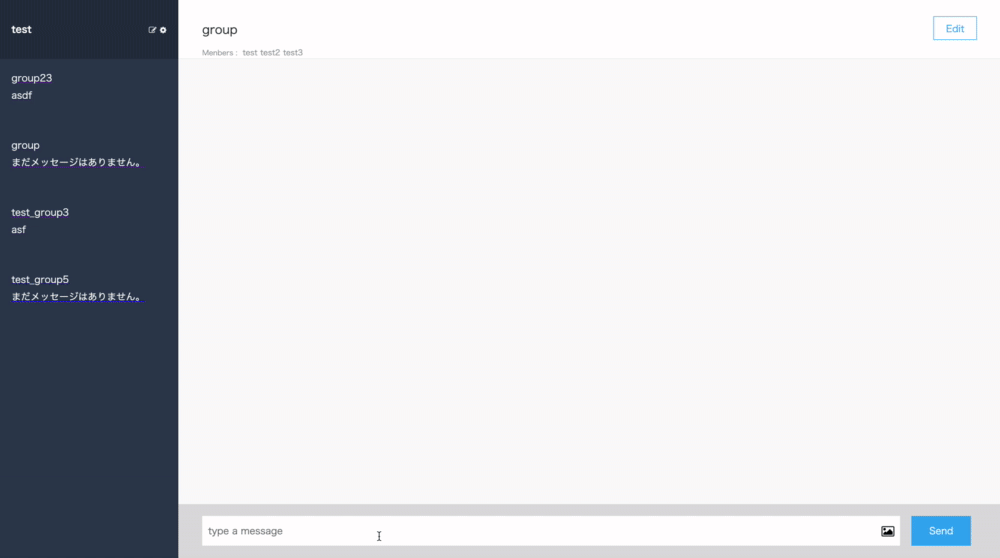 test
group23
asdf
group
まだメッセージはありません。
test_group3
asf
test_group5
まだメッセージはありません。
group
Edit
Menbers : test test2 test3
type a message
Send